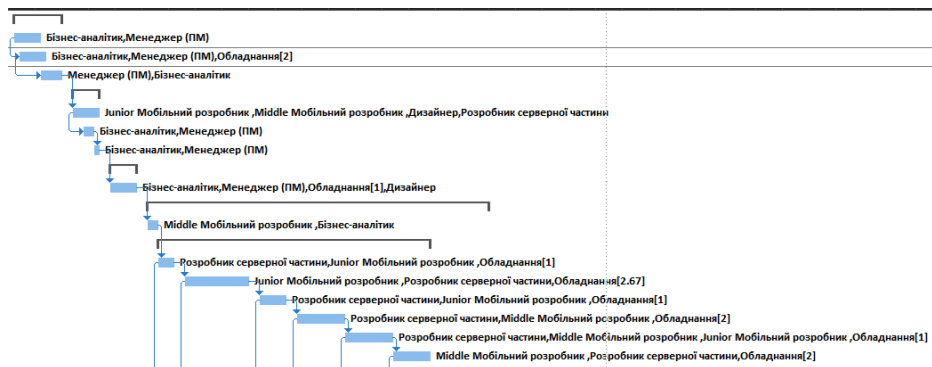 Бізнес-аналітик,Менеджер (ПМ)
Бізнес-аналітик,Менеджер (ПМ),Обладнання[2]
Менеджер (ПМ),Бізнес-аналітик
Junior Мобільний розробник ,Middle Мобільний розробник ,Дизайнер,Розробник серверної частини
Бізнес-аналітик,Менеджер (ПМ)
Бізнес-аналітик,Менеджер (ПМ)
Бізнес-аналітик,Менеджер (ПМ),Обладнання[1],Дизайнер
Middle Мобільний розробник ,Бізнес-аналітик
Розробник серверної частини,Junior Мобільний розробник ,Обладнання[1]
Junior Мобільний розробник ,Розробник серверної частини,Обладнання[2.67]
Розробник серверної частини,Junior Мобільний розробник ,Обладнання[1]
Розробник серверної частини,Middle Мобільний розробник ,Обладнання[2]
Розробник серверної частини,Middle Мобільний розробник ,Junior Мобільний розробник ,Обладнання[1]
Middle Мобільний розробник ,Розробник серверної частини,Обладнання[2]